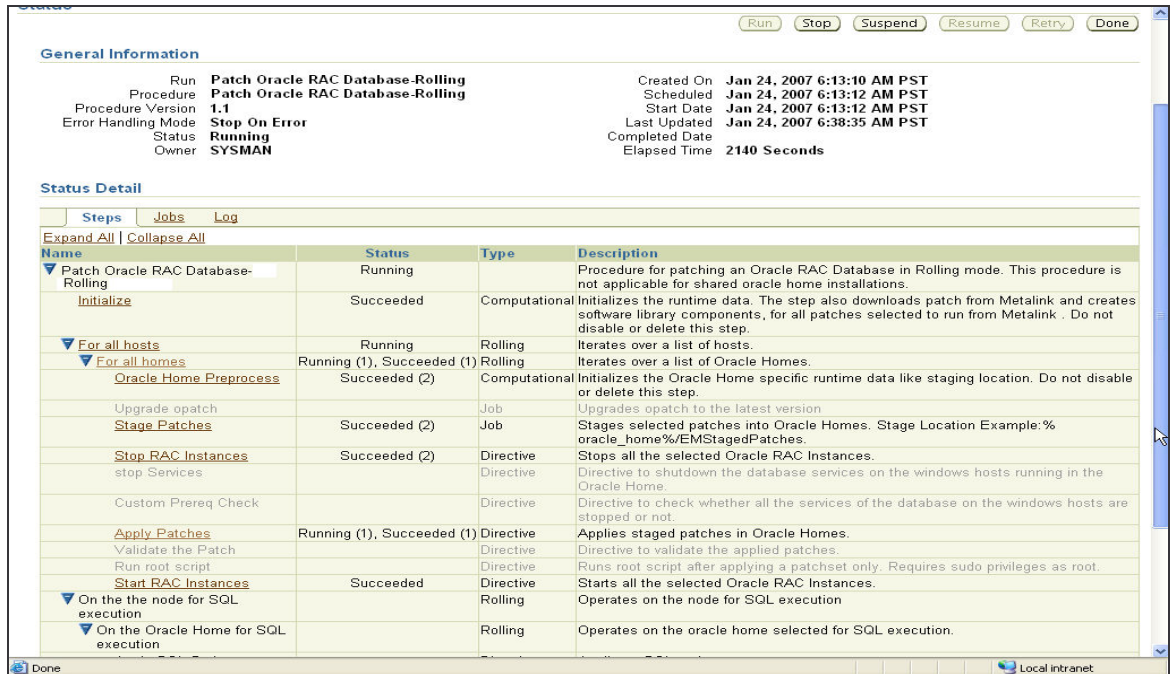 Status
Run Stop Suspend Resume Retry Done
General Information
Run Patch Oracle RAC Database-Rolling
Procedure Patch Oracle RAC Database-Rolling
Procedure Version 1.1
Error Handling Mode Stop On Error
Status Running
Owner SYSMAN
Created On Jan 24, 2007 6:13:10 AM PST
Scheduled Jan 24, 2007 6:13:12 AM PST
Start Date Jan 24, 2007 6:13:12 AM PST
Last Updated Jan 24, 2007 6:38:35 AM PST
Completed Date
Elapsed Time 2140 Seconds
Status Detail
Steps Jobs Log
Expand All | Collapse All
Name Status Type Description
Patch Oracle RAC Database-
Rolling
Running
Procedure for patching an Oracle RAC Database in Rolling mode. This procedure is
not applicable for shared oracle home installations.
Initialize Succeeded Computational Initializes the runtime data. The step also downloads patch from Metalink and creates
software library components, for all patches selected to run from Metalink . Do not
disable or delete this step.
For all hosts Running Rolling Iterates over a list of hosts.
For all homes Running (1), Succeeded (1) Rolling Iterates over a list of Oracle Homes.
Oracle Home Preprocess Succeeded (2) Computational Initializes the Oracle Home specific runtime data like staging location. Do not disable
or delete this step.
Upgrade opatch Job Upgrades opatch to the latest version
Stage Patches Succeeded (2) Job Stages selected patches into Oracle Homes. Stage Location Example:%
oracle_home%/EMStagedPatches.
Stop RAC Instances Succeeded (2) Directive Stops all the selected Oracle RAC Instances.
stop Services Directive Directive to shutdown the database services on the windows hosts running in the
Oracle Home.
Custom Prereq Check Directive Directive to check whether all the services of the database on the windows hosts are
stopped or not.
Apply Patches Running (1), Succeeded (1) Directive Applies staged patches in Oracle Homes.
Validate the Patch Directive Directive to validate the applied patches.
Run root script Directive Runs root script after applying a patchset only. Requires sudo privileges as root.
Start RAC Instances Succeeded Directive Starts all the selected Oracle RAC Instances.
On the the node for SQL
execution
Rolling Operates on the node for SQL execution
On the Oracle Home for SQL
execution
Rolling Operates on the oracle home selected for SQL execution.
Done
Local intranet